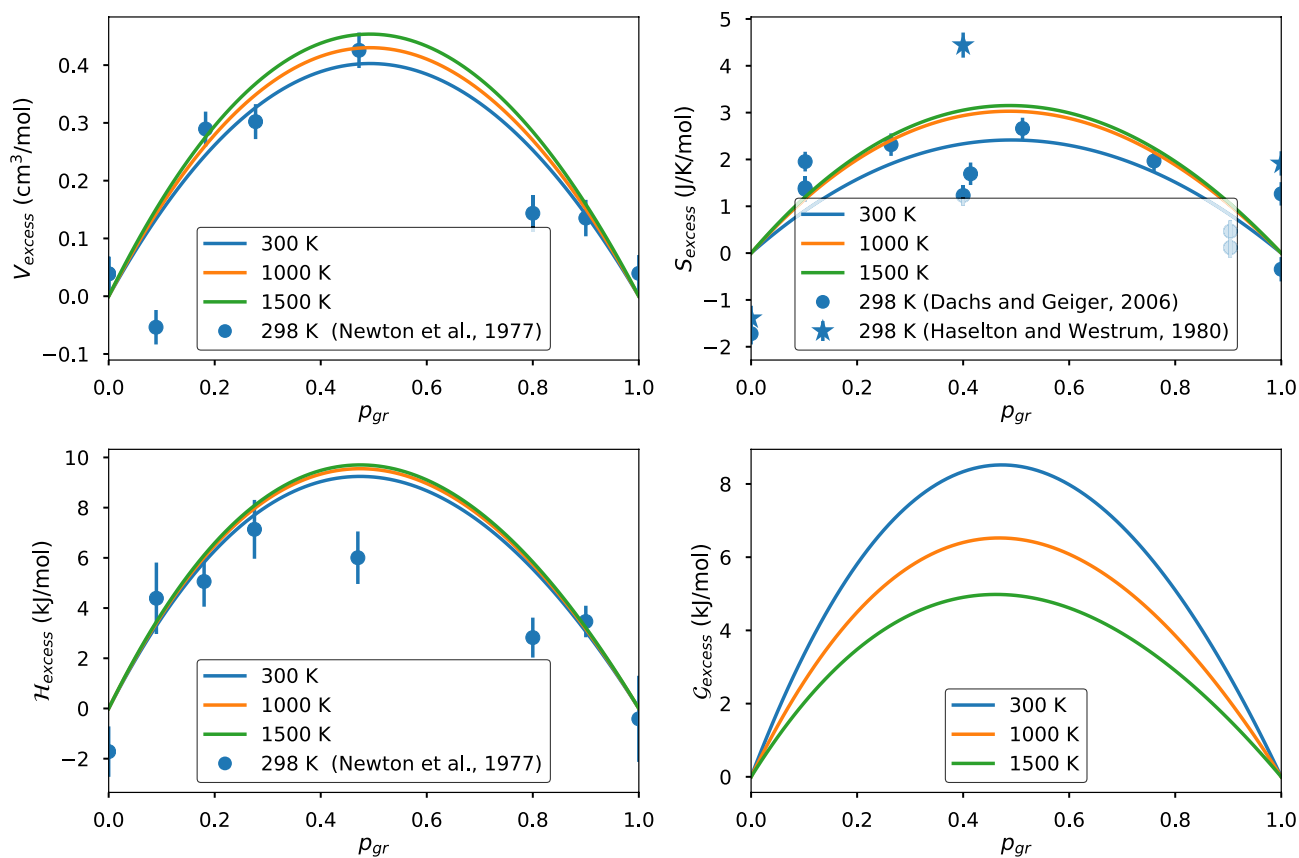 V_excess (cm³/mol)
0.4
0.3
0.2
0.1
0.0
−0.1
300 K
1000 K
1500 K
298 K (Newton et al., 1977)
0.0 0.2 0.4 0.6 0.8 1.0
p_gr
S_excess (J/K/mol)
5
4
3
2
1
0
−1
−2
300 K
1000 K
1500 K
298 K (Dachs and Geiger, 2006)
298 K (Haselton and Westrum, 1980)
0.0 0.2 0.4 0.6 0.8 1.0
p_gr
ℋ_excess (kJ/mol)
10
8
6
4
2
0
−2
300 K
1000 K
1500 K
298 K (Newton et al., 1977)
0.0 0.2 0.4 0.6 0.8 1.0
p_gr
𝒢_excess (kJ/mol)
8
6
4
2
0
300 K
1000 K
1500 K
0.0 0.2 0.4 0.6 0.8 1.0
p_gr